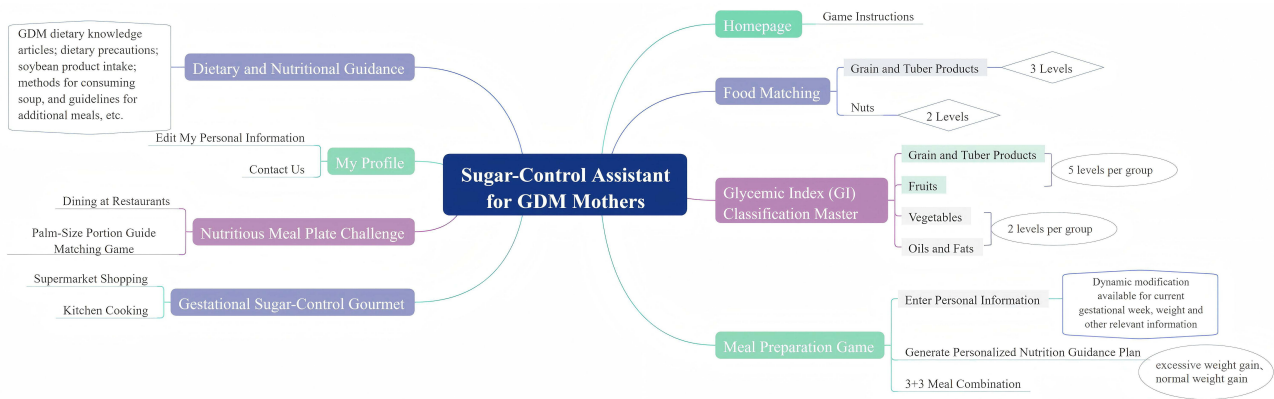 GDM dietary knowledge
articles; dietary precautions;
soybean product intake;
methods for consuming
soup, and guidelines for
additional meals, etc.
Dietary and Nutritional Guidance
Edit My Personal Information
Contact Us
My Profile
Dining at Restaurants
Palm-Size Portion Guide
Matching Game
Nutritious Meal Plate Challenge
Supermarket Shopping
Kitchen Cooking
Gestational Sugar-Control Gourmet
Sugar-Control Assistant
for GDM Mothers
Homepage
Game Instructions
Food Matching
Grain and Tuber Products
3 Levels
Nuts
2 Levels
Glycemic Index (GI)
Classification Master
Grain and Tuber Products
Fruits
5 levels per group
Vegetables
Oils and Fats
2 levels per group
Meal Preparation Game
Enter Personal Information
Dynamic modification
available for current
gestational week, weight and
other relevant information
Generate Personalized Nutrition Guidance Plan
excessive weight gain、
normal weight gain
3+3 Meal Combination